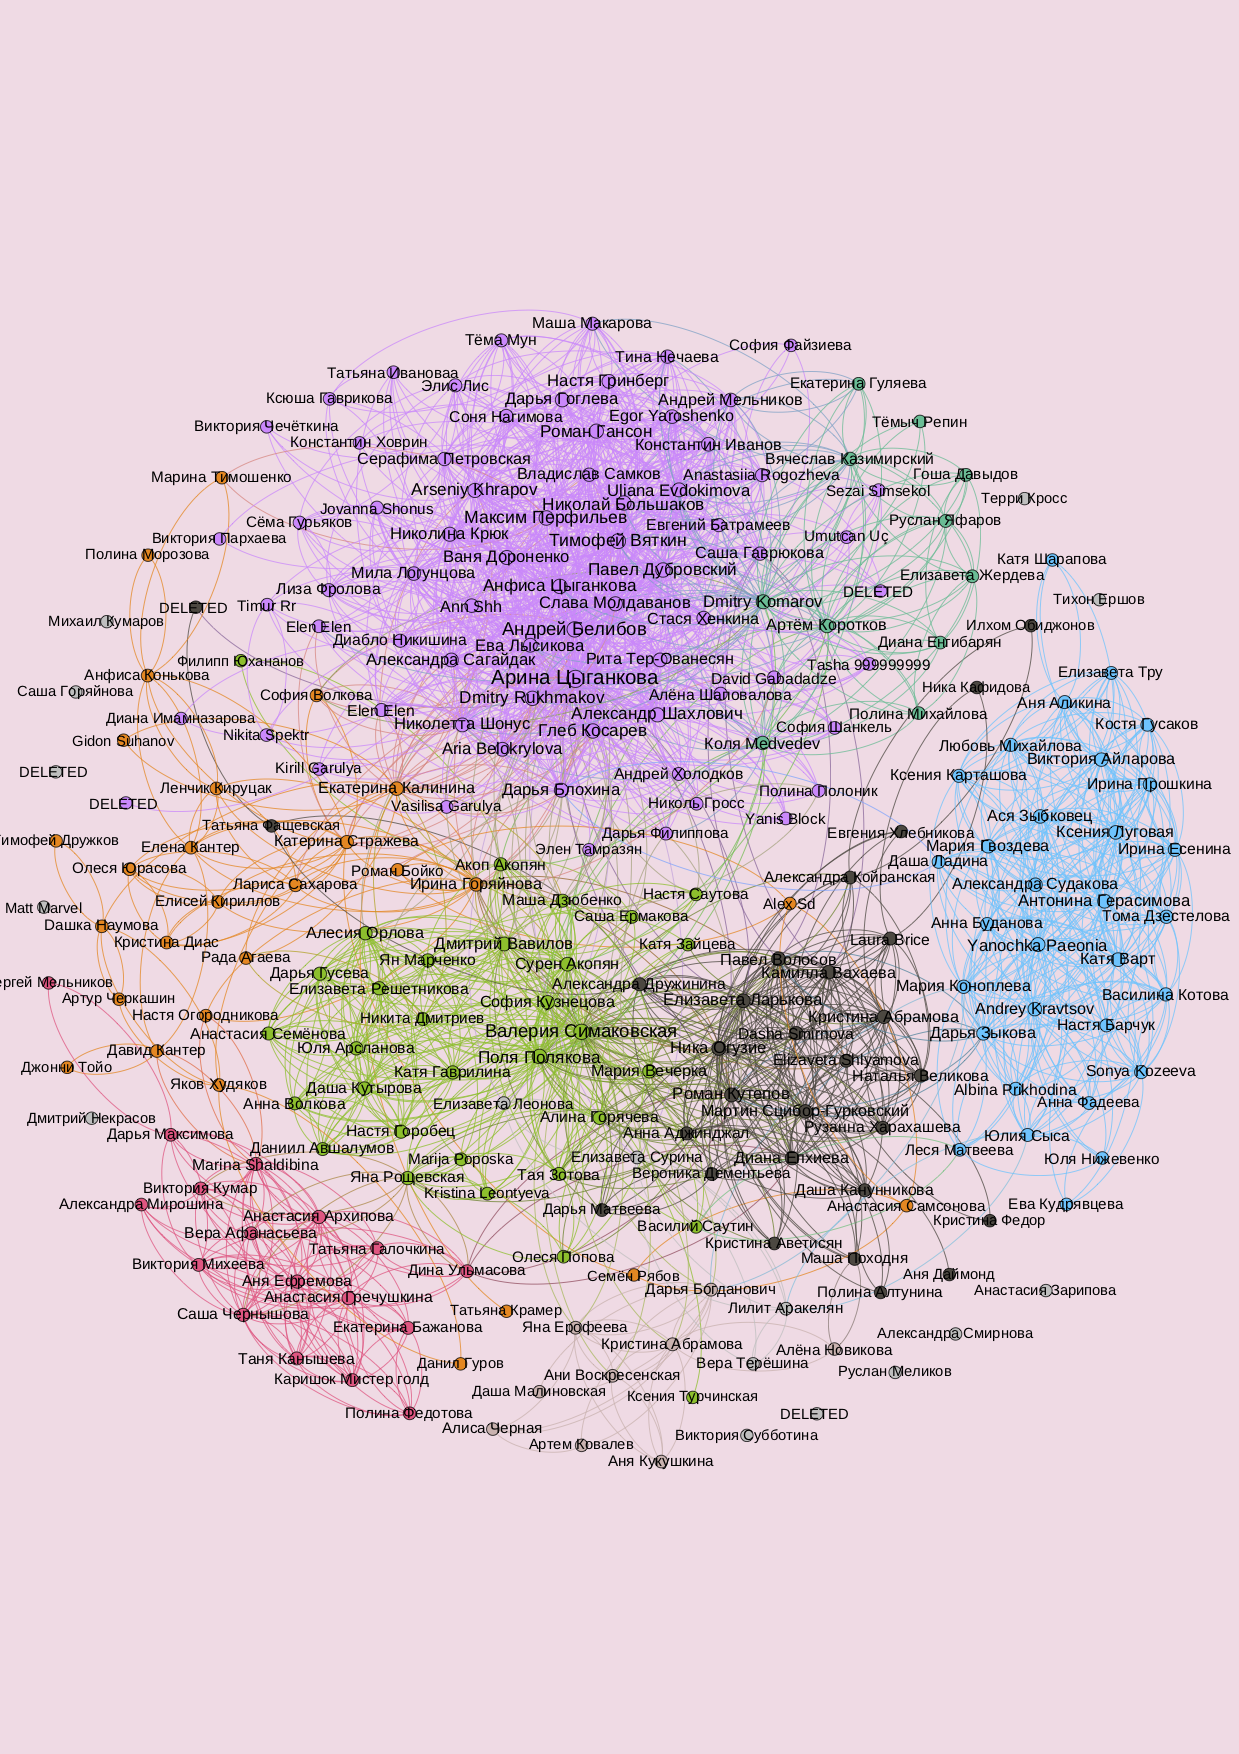 Маша Макарова
Тёма Мун
София Файзиева
Тина Нечаева
Татьяна Ивановаа
Элис Лис
Настя Гринберг
Екатерина Гуляева
Ксюша Гаврикова
Дарья Гоглева
Андрей Мельников
Соня Нагимова
Egor Yaroshenko
Тёмыч Репин
Виктория Чечёткина
Роман Гансон
Константин Ховрин
Константин Иванов
Серафима Петровская
Вячеслав Казимирский
Марина Тимошенко
Владислав Самков
Anastasiia Rogozheva
Гоша Давыдов
Arseniy Khrapov
Uliana Evdokimova
Sezai Simsekol
Терри Кросс
Jovanna Shonus
Николай Большаков
Сёма Гурьяков
Максим Перфильев
Евгений Батрамеев
Руслан Яфаров
Виктория Пархаева
Николина Крюк
Тимофей Вяткин
Umutcan Uç
Полина Морозова
Ваня Дороненко
Саша Гаврюкова
Катя Шарапова
Мила Логунцова
Павел Дубровский
Елизавета Жердева
Лиза Фролова
Анфиса Цыганкова
DELETED
Тихон Ершов
DELETED
Timur Rr
Ann Shh
Слава Молдаванов
Dmitry Komarov
Михаил Кумаров
Elen Elen
Андрей Белибов
Стася Хенкина
Артём Коротков
Илхом Обиджонов
Диабло Никишина
Ева Лысикова
Диана Енгибарян
Филипп Юхананов
Александра Сагайдак
Рита Тер-Ованесян
Tasha 999999999
Анфиса Конькова
Арина Цыганкова
David Gabadadze
Елизавета Тру
Саша Горяйнова
София Волкова
Dmitry Rukhmakov
Алёна Шаповалова
Ника Кафидова
Аня Аликина
Диана Имамназарова
Elen Elen
Александр Шахлович
Полина Михайлова
Николетта Шонус
Глеб Косарев
София Шанкель
Костя Гусаков
Gidon Suhanov
Nikita Spektr
Aria Belokrylova
Коля Medvedev
Любовь Михайлова
Виктория Айларова
DELETED
Kirill Garulya
Андрей Холодков
Ксения Карташова
Ирина Прошкина
Ленчик Кируцак
Екатерина Калинина
Дарья Блохина
Полина Полоник
DELETED
Vasilisa Garulya
Николь Гросс
Yanis Block
Ася Зыбковец
Татьяна Фащевская
Дарья Филиппова
Евгения Хлебникова
Ксения Луговая
имофей Дружков
Елена Кантер
Катерина Стражева
Элен Тамразян
Мария Гвоздева
Ирина Есенина
Олеся Юрасова
Роман Бойко
Акоп Акопян
Даша Ладина
Лариса Сахарова
Ирина Горяйнова
Александра Койранская
Александра Судакова
Елисей Кириллов
Маша Дзюбенко
Настя Саутова
Alex Sd
Антонина Герасимова
Matt Marvel
Саша Ермакова
Тома Дзестелова
Dашка Наумова
Анна Буданова
Кристина Диас
Алесия Орлова
Дмитрий Вавилов
Катя Зайцева
Laura Brice
Yanochka Paeonia
Рада Агаева
Ян Марченко
Сурен Акопян
Павел Волосов
Катя Варт
Дарья Гусева
Камилла Вахаева
ергей Мельников
Елизавета Решетникова
Александра Дружинина
Мария Коноплева
Артур Черкашин
София Кузнецова
Елизавета Ларькова
Василина Котова
Настя Огородникова
Никита Дмитриев
Кристина Абрамова
Andrey Kravtsov
Анастасия Семёнова
Валерия Симаковская
Dasha Smirnova
Дарья Зыкова
Настя Барчук
Давид Кантер
Юля Арсланова
Поля Полякова
Ника Огузие
Elizaveta Shlyamova
Джонни Тойо
Катя Гаврилина
Мария Вечерка
Наталья Великова
Sonya Kozeeva
Яков Худяков
Даша Кутырова
Роман Кутепов
Albina Prikhodina
Анна Волкова
Елизавета Леонова
Мартин Сцибор-Гурковский
Анна Фадеева
Дмитрий Некрасов
Алина Горячева
Рузанна Харахашева
Дарья Максимова
Настя Горобец
Анна Аджинджал
Юлия Сыса
Даниил Авшалумов
Елизавета Сурина
Диана Елхиева
Леся Матвеева
Marina Shaldibina
Marija Poposka
Юля Нижевенко
Виктория Кумар
Яна Рощевская
Тая Зотова
Вероника Дементьева
Александра Мирошина
Kristina Leontyeva
Даша Канунникова
Ева Кудрявцева
Анастасия Архипова
Дарья Матвеева
Анастасия Самсонова
Вера Афанасьева
Василий Саутин
Кристина Федор
Татьяна Галочкина
Кристина Аветисян
Виктория Михеева
Дина Ульмасова
Олеся Попова
Маша Походня
Аня Ефремова
Семён Рябов
Аня Даймонд
Анастасия Гречушкина
Дарья Богданович
Полина Алтунина
Анастасия Зарипова
Саша Чернышова
Татьяна Крамер
Лилит Аракелян
Екатерина Бажанова
Яна Ерофеева
Александра Смирнова
Кристина Абрамова
Алёна Новикова
Таня Канышева
Данил Гуров
Вера Терёшина
Каришок Мистер голд
Ани Воскресенская
Руслан Меликов
Даша Малиновская
Ксения Турчинская
Полина Федотова
DELETED
Алиса Черная
Виктория Субботина
Артем Ковалев
Аня Кукушкина